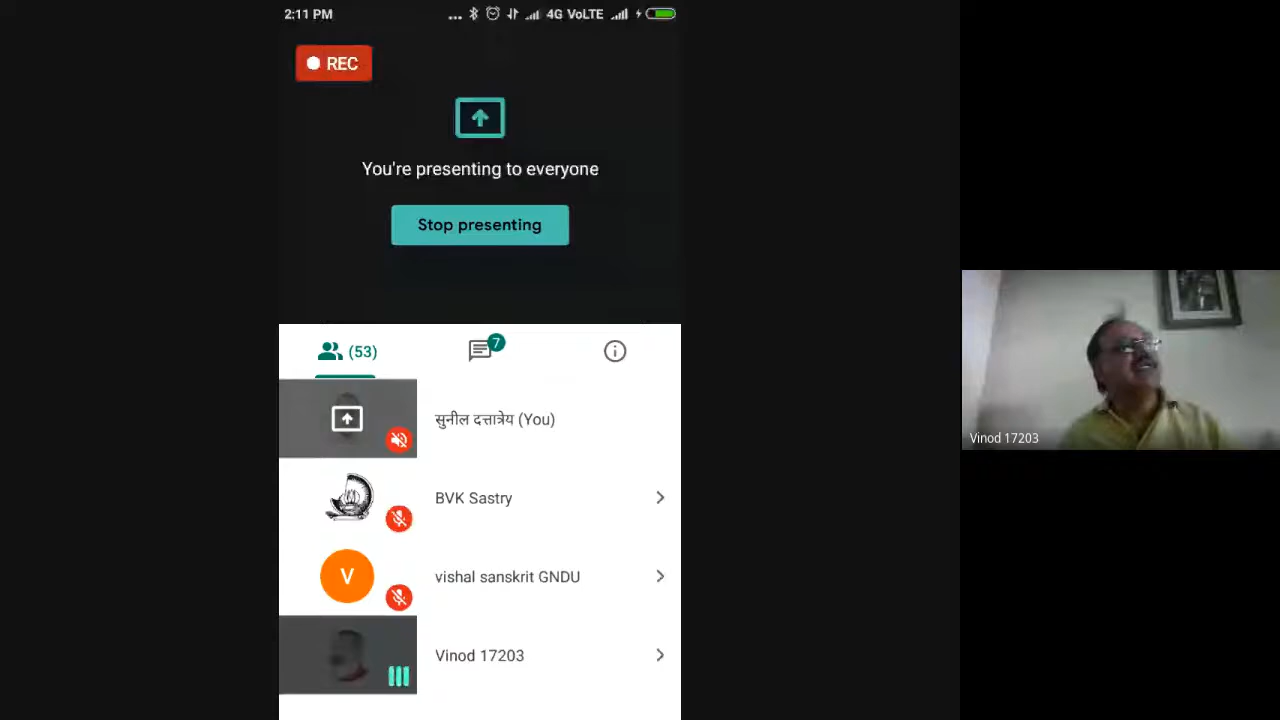 2:11 PM
4G VoLTE
REC
You're presenting to everyone
Stop presenting
(53)
7
सुनील दत्तात्रेय (You)
BVK Sastry
V
vishal sanskrit GNDU
Vinod 17203
Vinod 17203